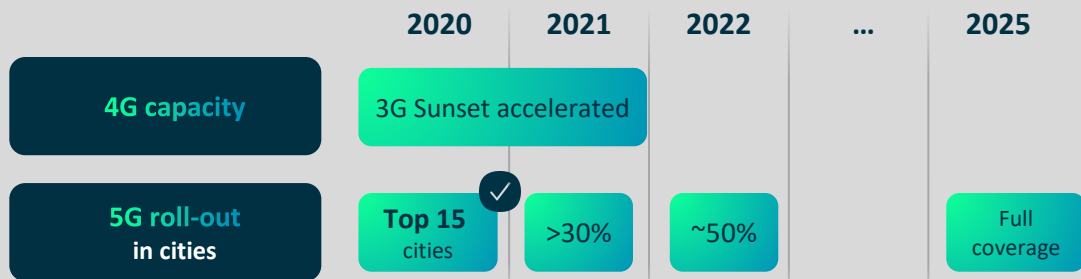 2020 2021 2022 ... 2025
4G capacity
3G Sunset accelerated
5G roll-out
in cities
Top 15
cities
>30%
~50%
Full
coverage